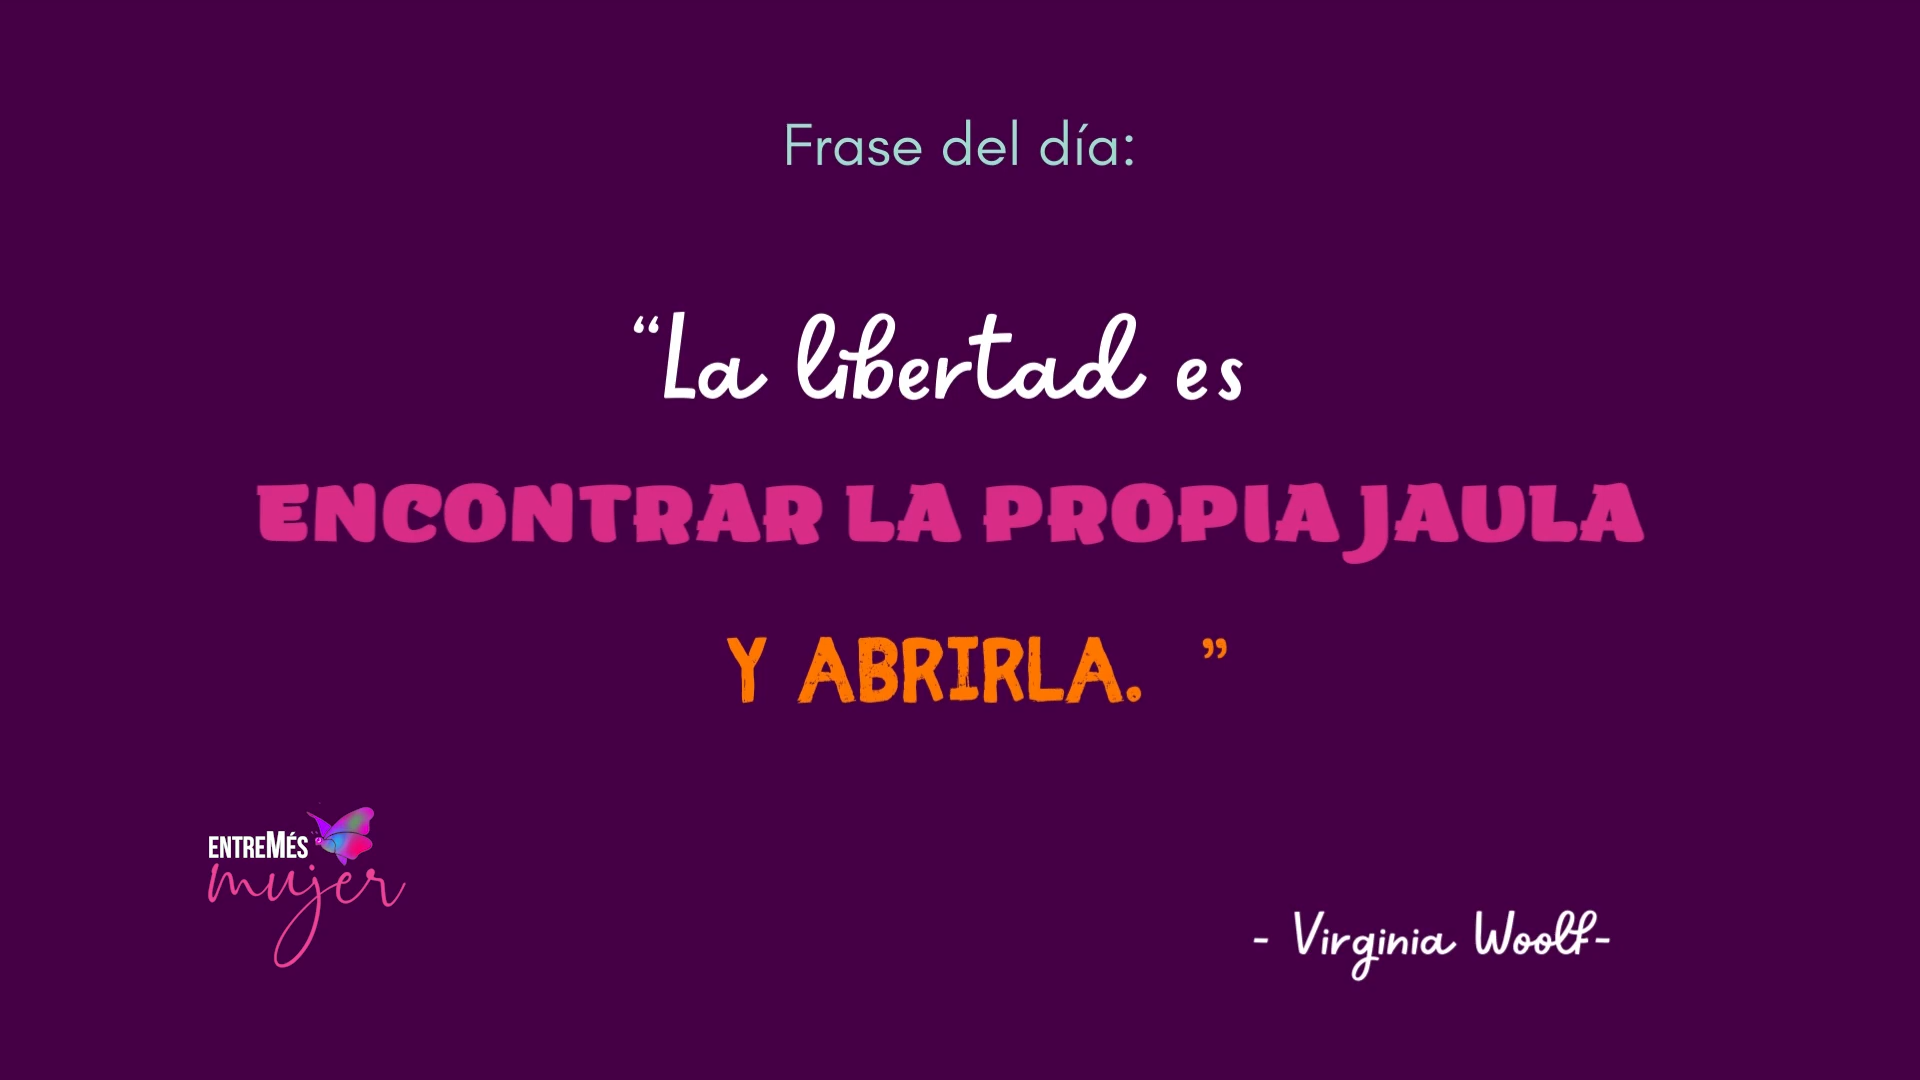 Frase del día:
“La libertad es
ENCONTRAR LA PROPIA JAULA
Y ABRIRLA. ”
ENTREMÉS
mujer
- Virginia Woolf-